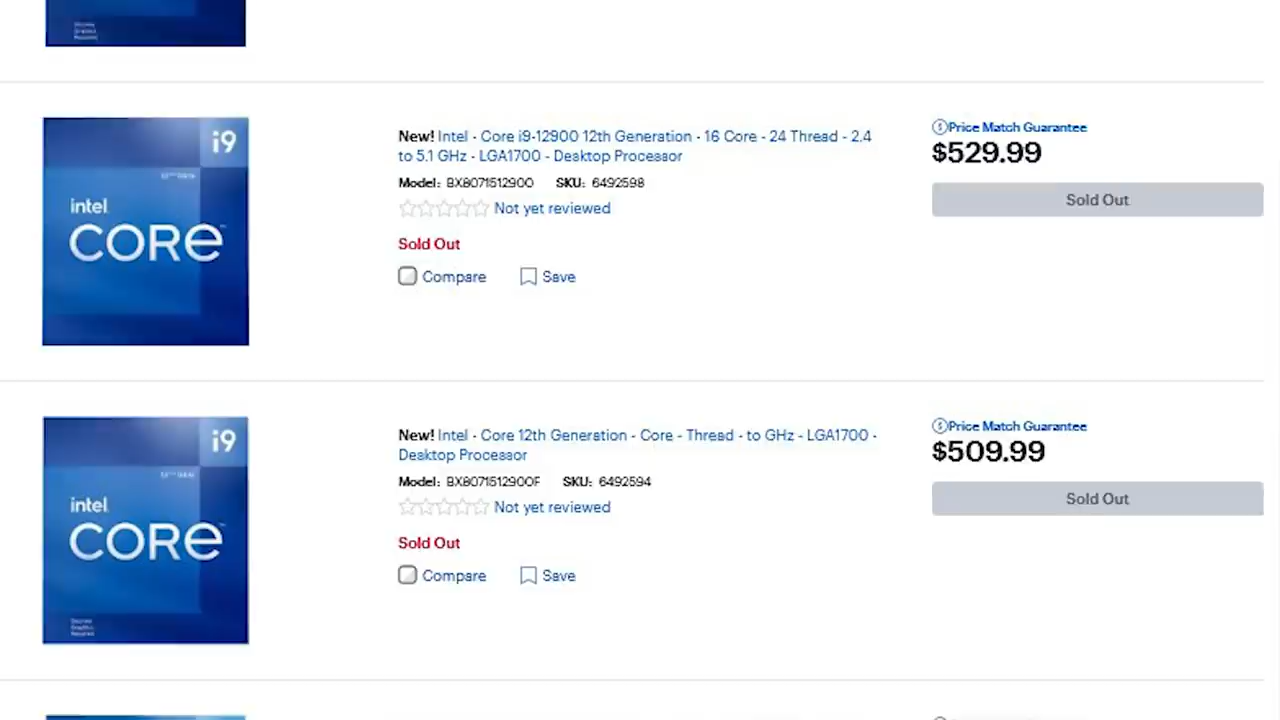 i9
intel
CORE
New! Intel - Core i9-12900 12th Generation - 16 Core - 24 Thread - 2.4
to 5.1 GHz - LGA1700 - Desktop Processor
Model: BX8071512900 SKU: 6492598
Not yet reviewed
Sold Out
Compare Save
Price Match Guarantee
$529.99
Sold Out
i9
intel
CORE
New! Intel - Core 12th Generation - Core - Thread - to GHz - LGA1700 -
Desktop Processor
Model: BX8071512900F SKU: 6492594
Not yet reviewed
Sold Out
Compare Save
Price Match Guarantee
$509.99
Sold Out